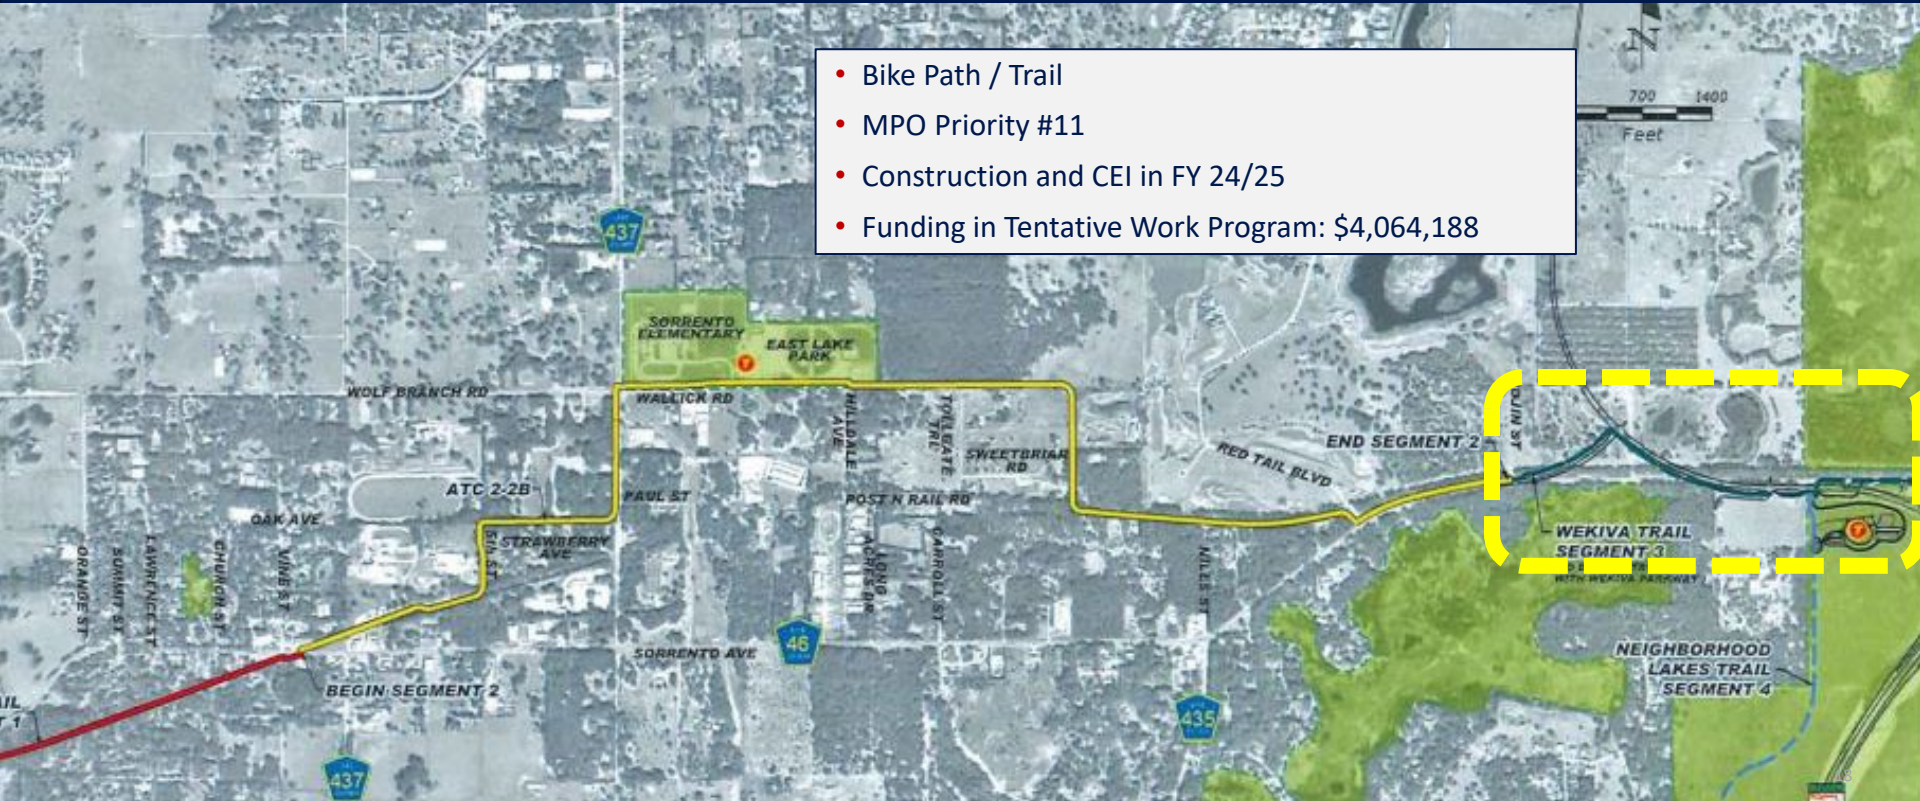 • Bike Path / Trail
• MPO Priority #11
• Construction and CEI in FY 24/25
• Funding in Tentative Work Program: $4,064,188
N
700 1400
Feet
437
SORRENTO
ELEMENTARY
EAST LAKE
PARK
WOLF BRANCH RD
WALLICK RD
HILLDALE
AVE
TOLLGATE
TRL
SWEETBRIAR
RD
RED TAIL BLVD
END SEGMENT 2
ATC 2-2B
PAUL ST
POST N RAIL RD
OAK AVE
5th ST
STRAWBERRY
AVE
WEKIVA TRAIL
SEGMENT 3
WITH WEKIVA PARKWAY
ORANGE ST
SUMMIT ST
LAWRENCE ST
CHURCH ST
LONG
ACRES DR
CARROLL ST
NILES ST
46
SORRENTO AVE
NEIGHBORHOOD
LAKES TRAIL
SEGMENT 4
BEGIN SEGMENT 2
435
437